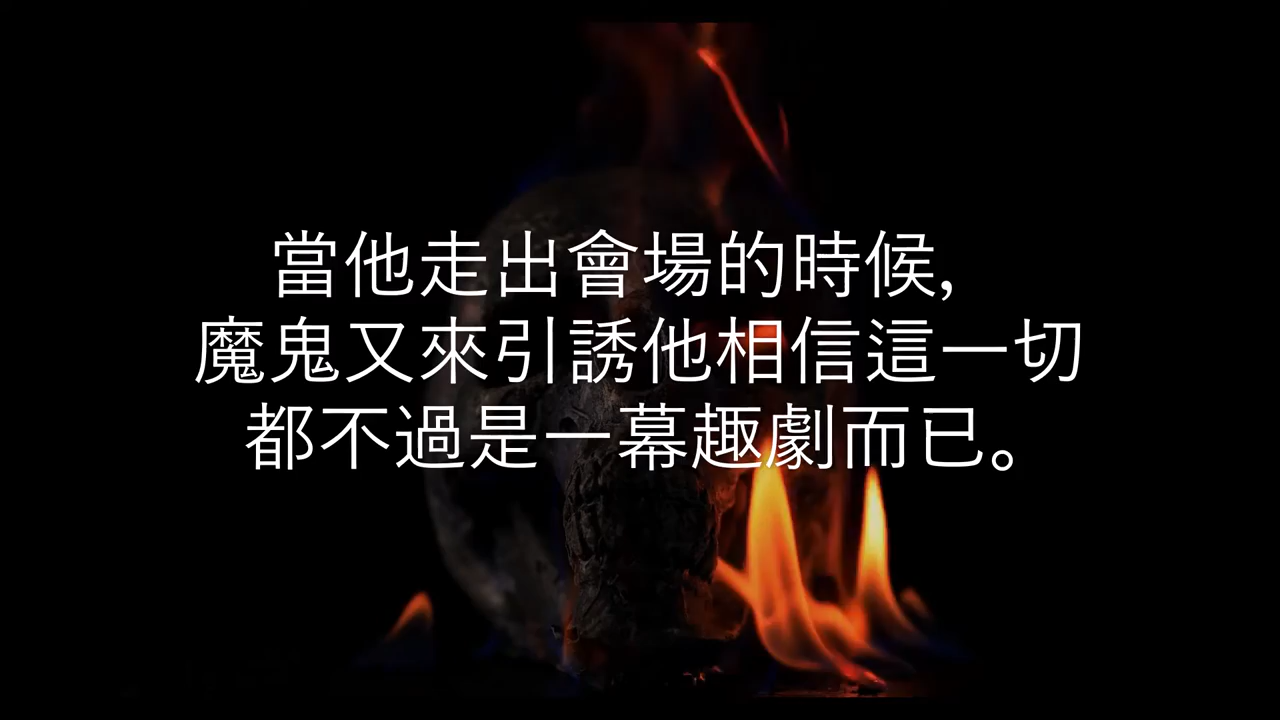 當他走出會場的時候,
魔鬼又來引誘他相信這一切
都不過是一幕趣劇而已。